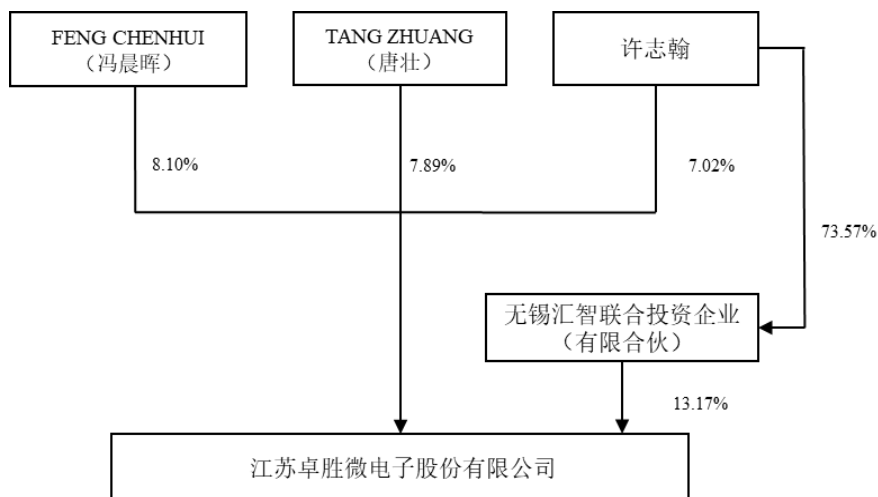 FENG CHENHUI
（冯晨晖）
TANG ZHUANG
（唐壮）
许志翰
8.10%
7.89%
7.02%
73.57%
无锡汇智联合投资企业
（有限合伙）
13.17%
江苏卓胜微电子股份有限公司